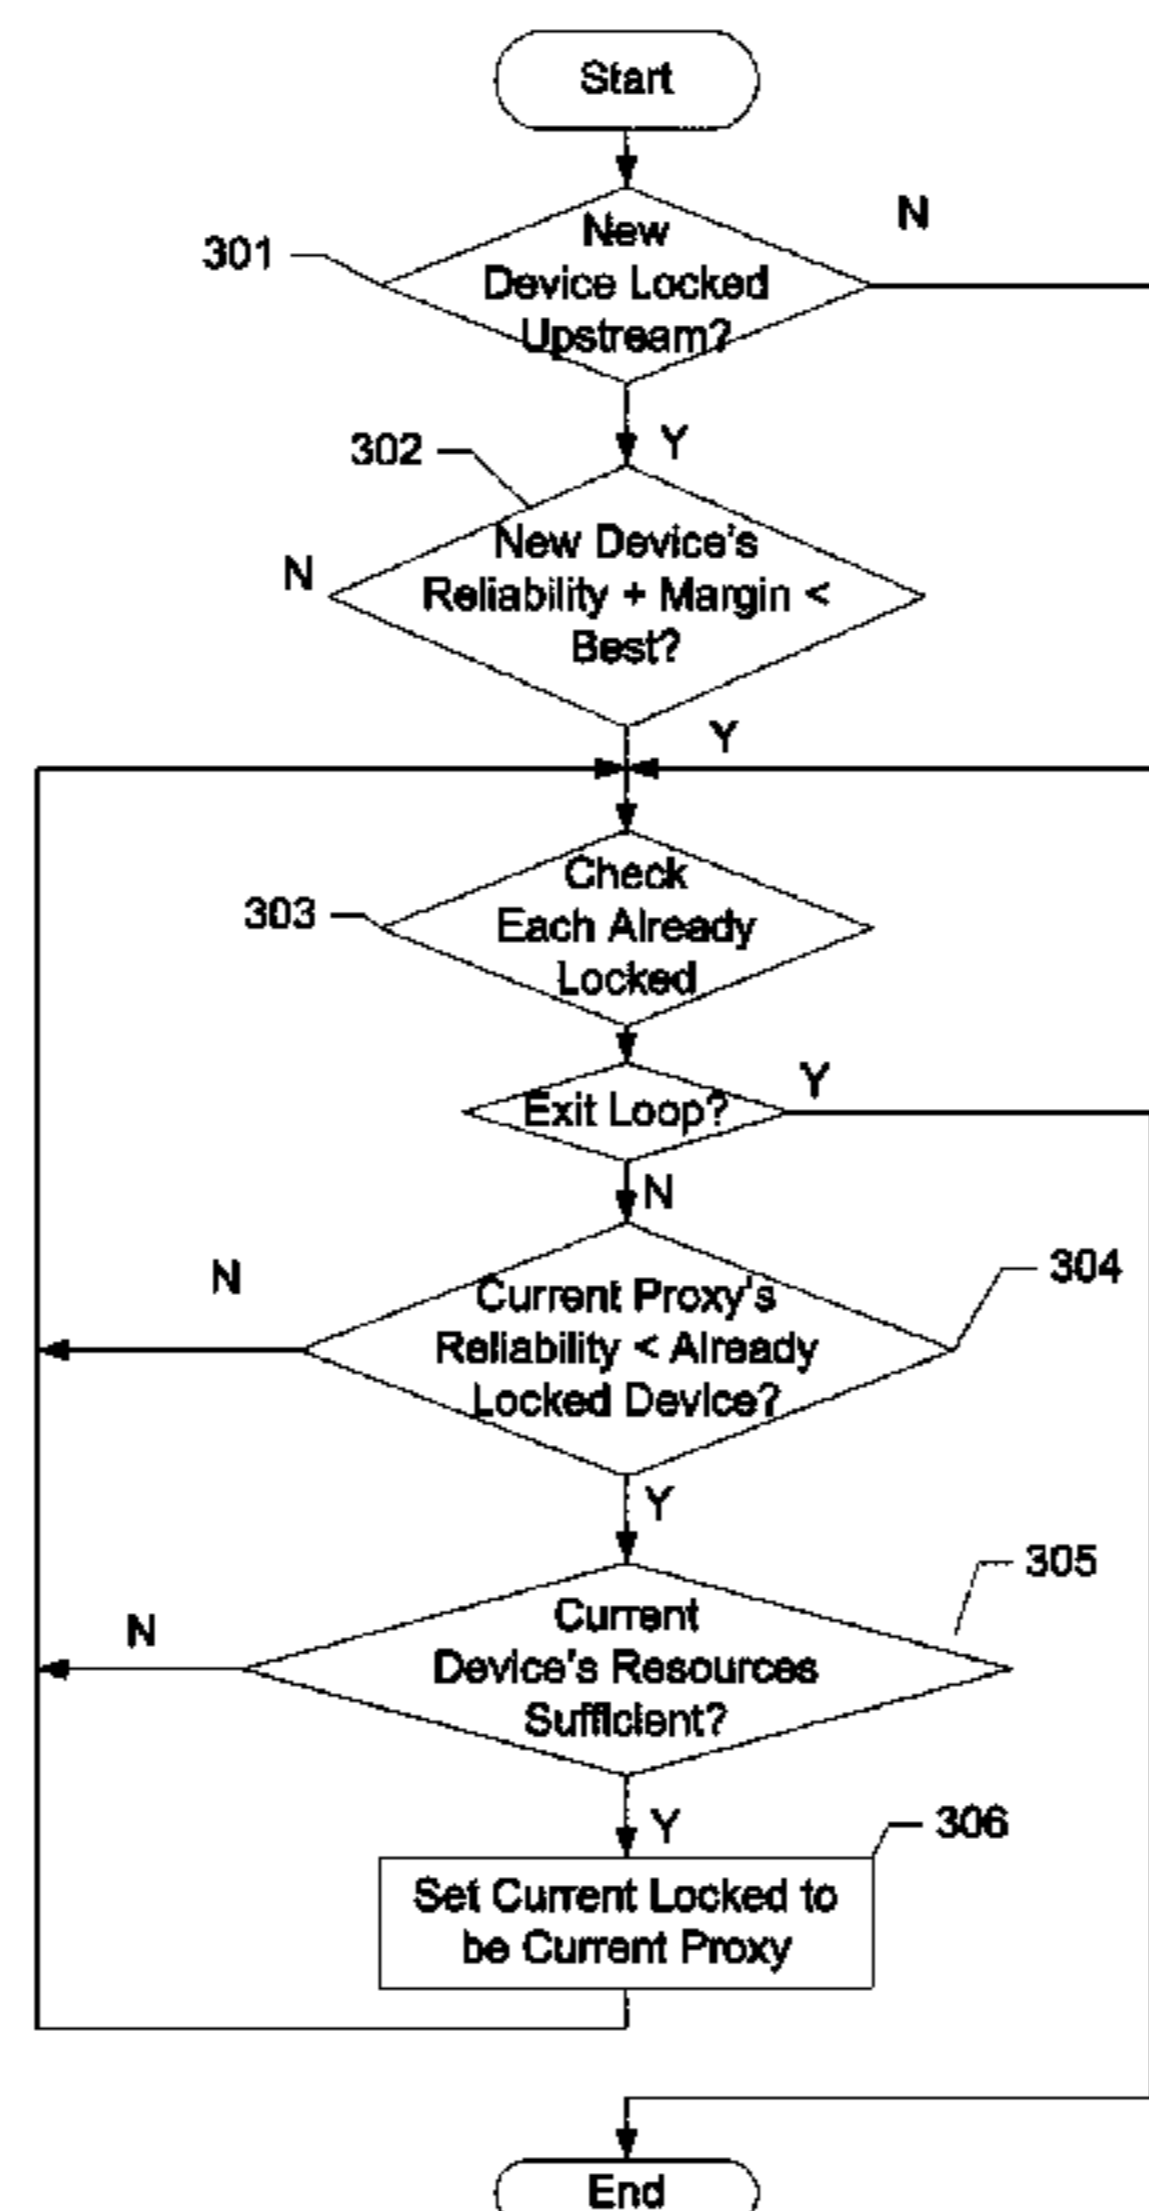 Start
N
301
New
Device Locked
Upstream?
Y
302
N
New Device's
Reliability + Margin <
Best?
Y
Check
303
Each Already
Locked
Y
Exit Loop?
N
304
N
Current Proxy's
Reliability < Already
Locked Device?
Y
305
N
Current
Device's Resources
Sufficient?
Y
306
Set Current Locked to
be Current Proxy
End